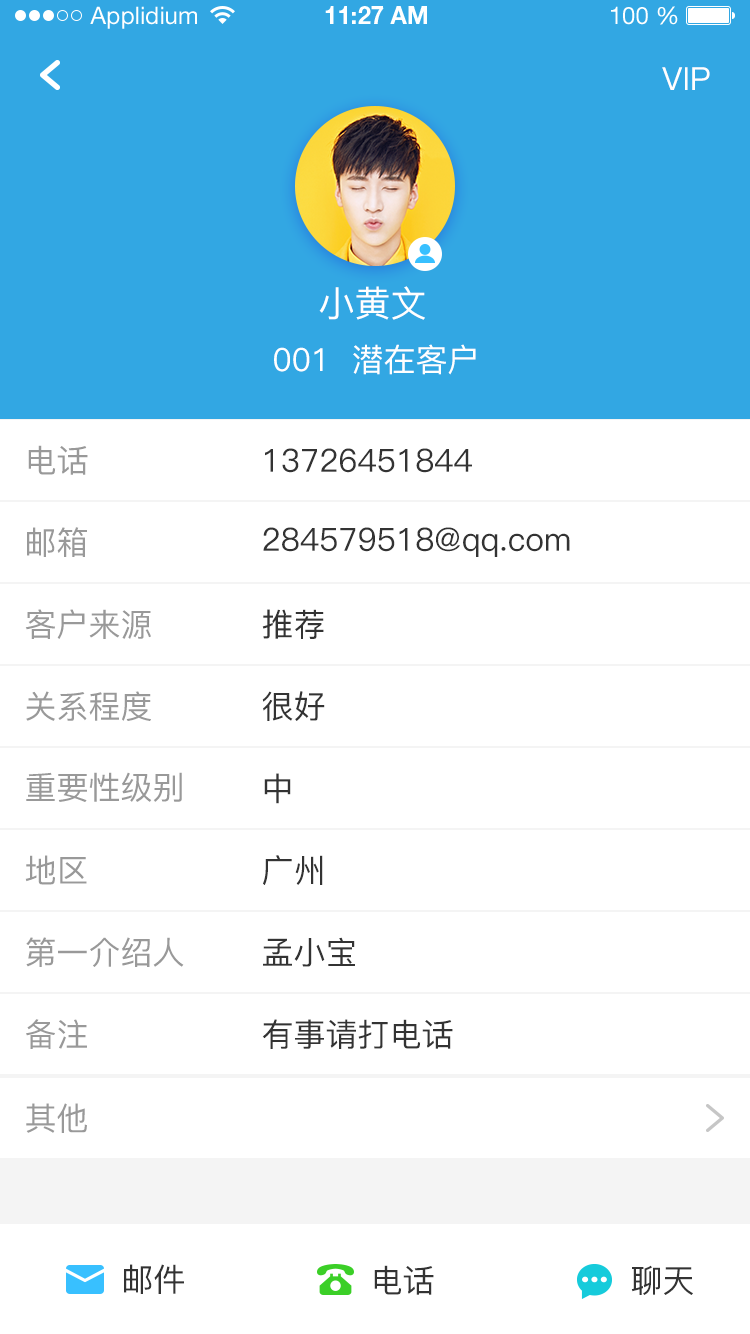 Applidium 11:27 AM 100 %
VIP
小黄文
001 潜在客户
电话 13726451844
邮箱 284579518@qq.com
客户来源 推荐
关系程度 很好
重要性级别 中
地区 广州
第一介绍人 孟小宝
备注 有事请打电话
其他
邮件 电话 聊天